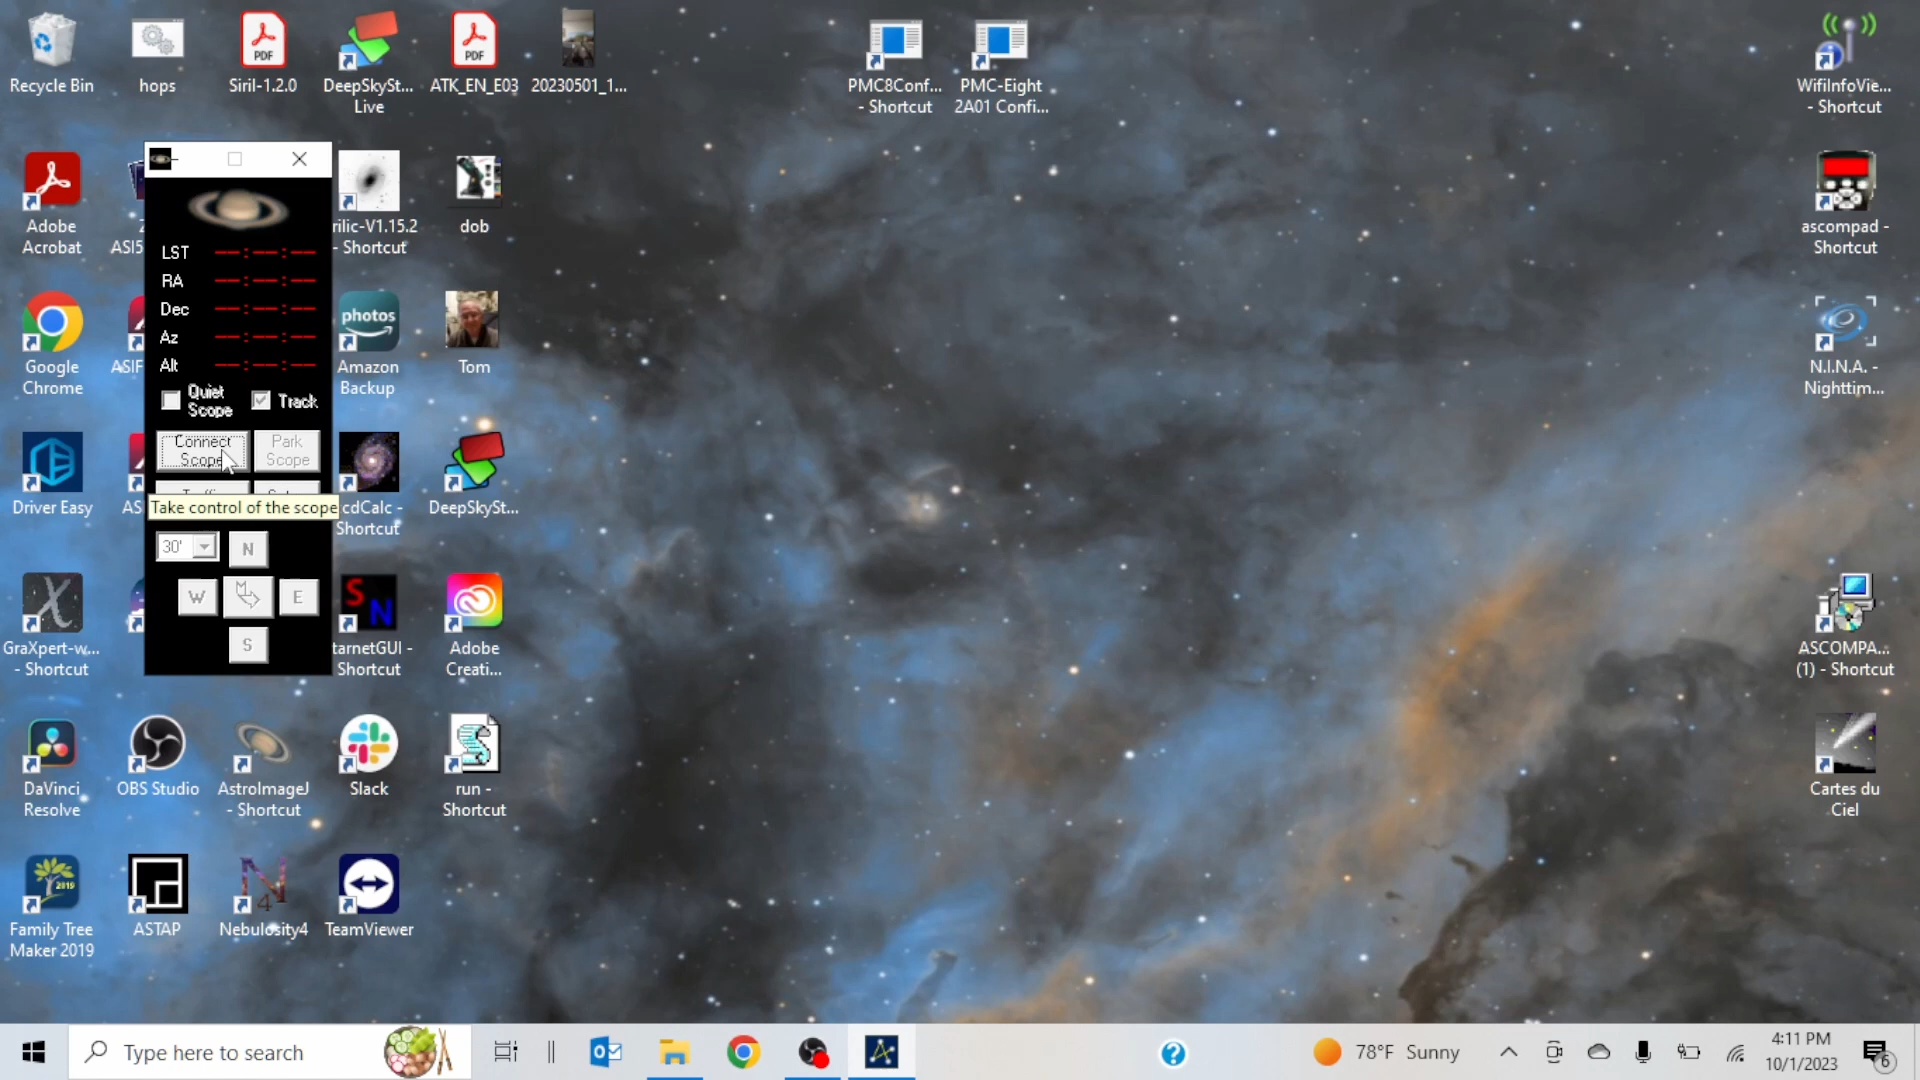 Recycle Bin
hops
Siril-1.2.0
DeepSkySt...
Live
ATK_EN_E03
20230501_1...
PMC8Conf...
- Shortcut
PMC-Eight
2A01 Confi...
WifiInfoVie...
- Shortcut
Adobe
Acrobat
ASI5
rilic-V1.15.2
- Shortcut
dob
ascompad -
Shortcut
LST --:--:--
RA --:--:--
Dec --:--:--
Az --:--:--
Alt --:--:--
Quiet
Scope
Track
Connect
Scope
Park
Scope
Take control of the scope
30'
N
W
E
S
Google
Chrome
ASIF
photos
Amazon
Backup
Tom
N.I.N.A. -
Nighttim...
Driver Easy
AS
cdCalc -
Shortcut
DeepSkySt...
GraXpert-w...
- Shortcut
S
N
tarnetGUI -
Shortcut
Adobe
Creati...
ASCOMPA...
(1) - Shortcut
DaVinci
Resolve
OBS Studio
AstroImageJ
- Shortcut
Slack
run -
Shortcut
Cartes du
Ciel
2019
Family Tree
Maker 2019
ASTAP
N
4
Nebulosity4
TeamViewer
Type here to search
78°F Sunny
4:11 PM
10/1/2023
6